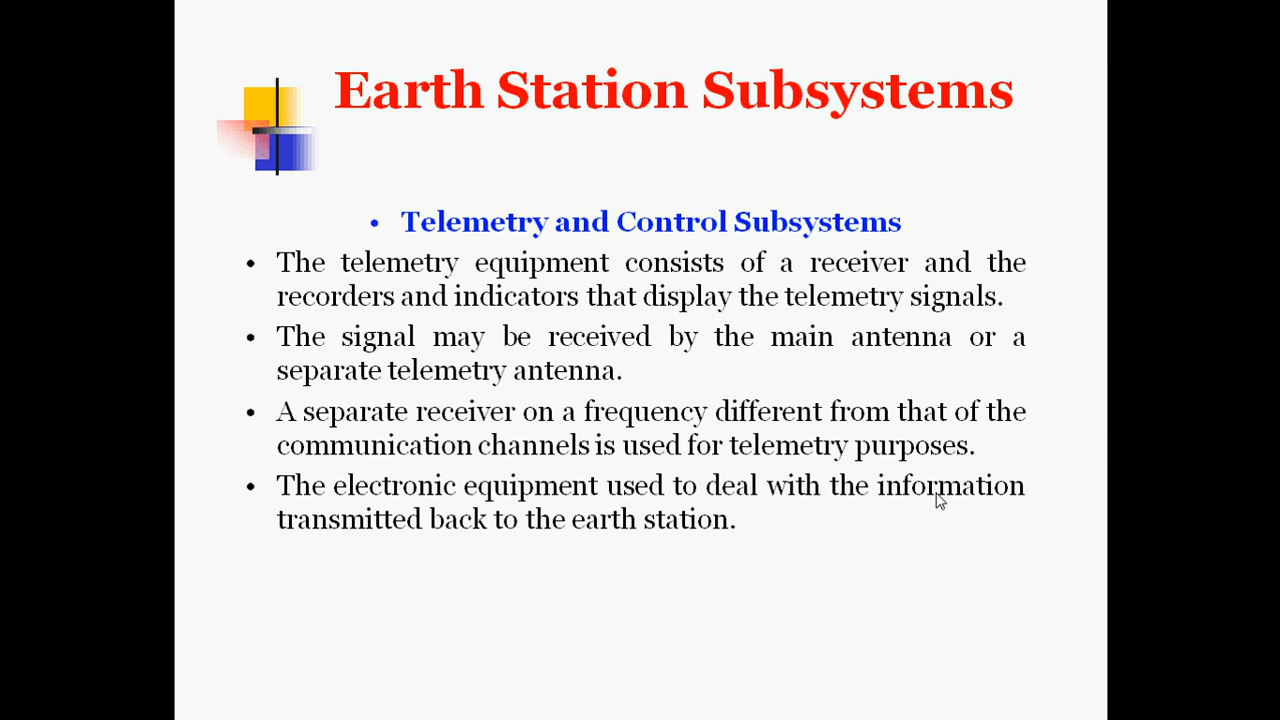 Earth Station Subsystems
• Telemetry and Control Subsystems
• The telemetry equipment consists of a receiver and the
recorders and indicators that display the telemetry signals.
• The signal may be received by the main antenna or a
separate telemetry antenna.
• A separate receiver on a frequency different from that of the
communication channels is used for telemetry purposes.
• The electronic equipment used to deal with the information
transmitted back to the earth station.